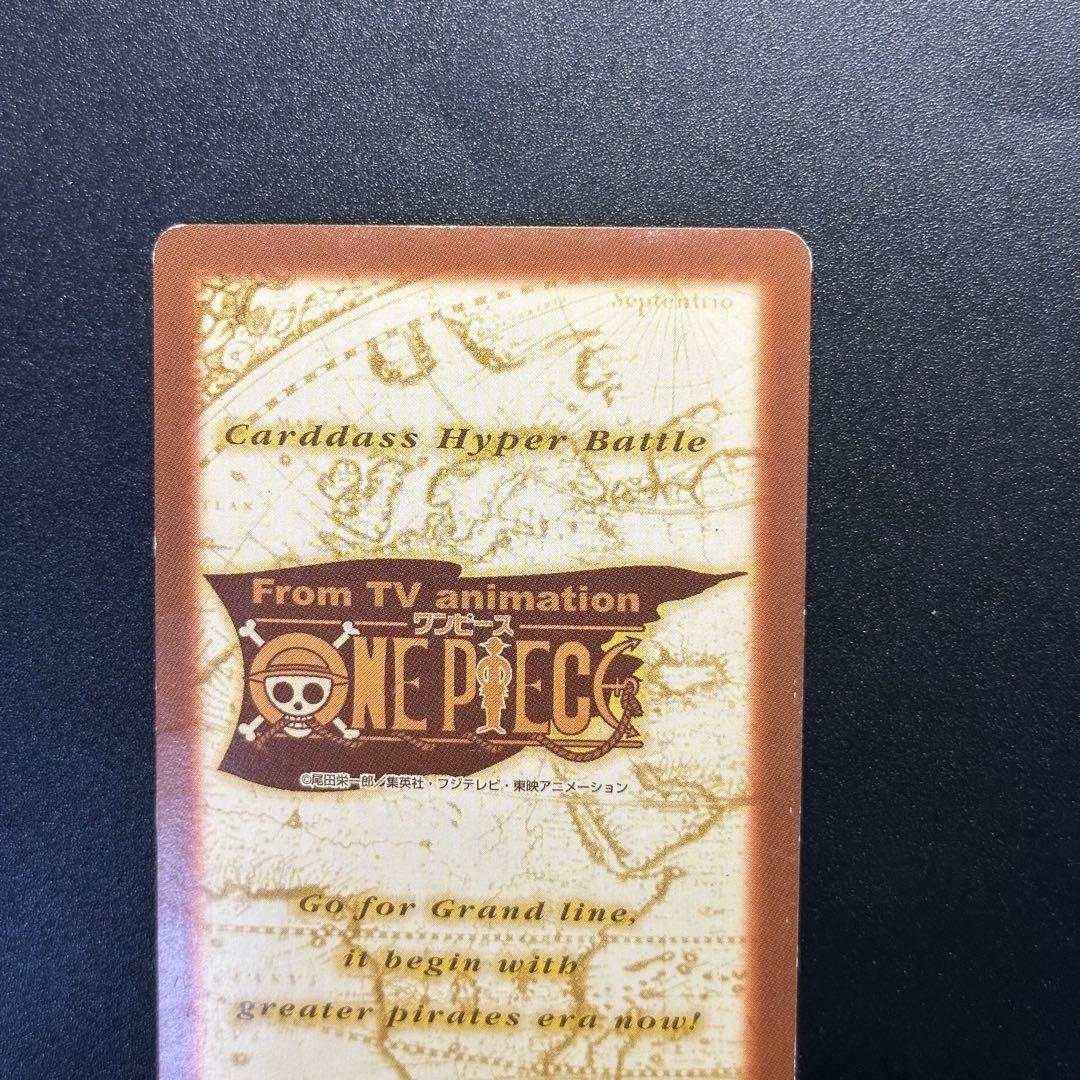 Septentrio
Carddass Hyper Battle
From TV animation
ワンピース
ONE PIECE
©尾田栄一郎／集英社・フジテレビ・東映アニメーション
Go for Grand line,
it begin with
greater pirates era now!